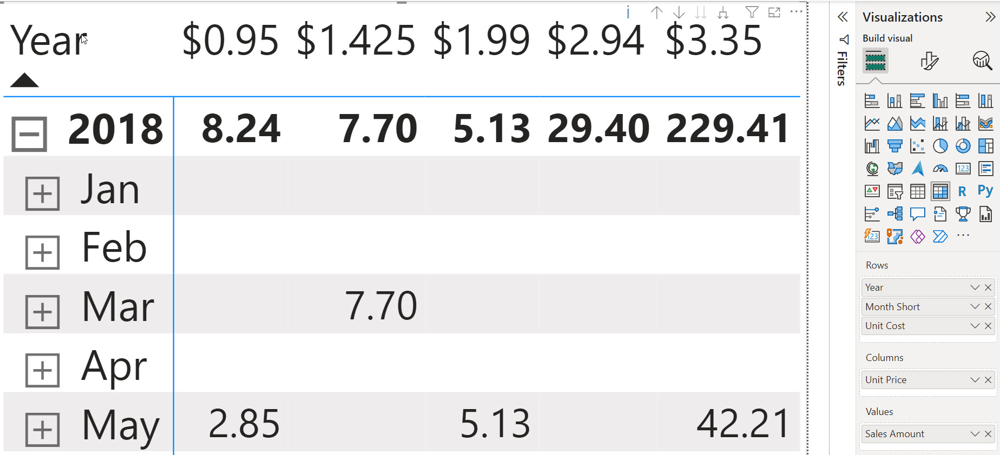 Year $0.95 $1.425 $1.99 $2.94 $3.35
2018 8.24 7.70 5.13 29.40 229.41
Jan
Feb
Mar 7.70
Apr
May 2.85 5.13 42.21
Filters
Visualizations
Build visual
123
R Py
123
Rows
Year
Month Short
Unit Cost
Columns
Unit Price
Values
Sales Amount